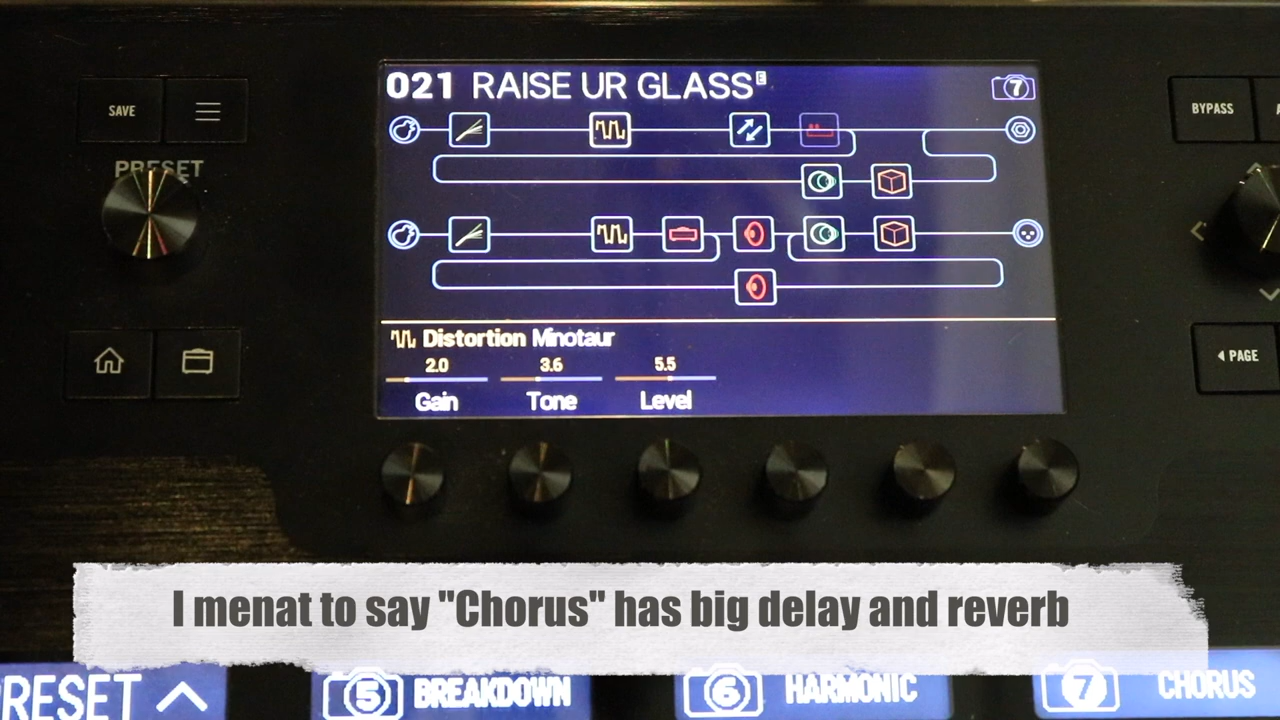 021 RAISE UR GLASS E
7
SAVE
BYPASS
PRESET
Distortion Minotaur
2.0 3.6 5.5
Gain Tone Level
PAGE
I menat to say "Chorus" has big delay and reverb
RESET 5 BREAKDOWN 6 HARMONIC 7 CHORUS